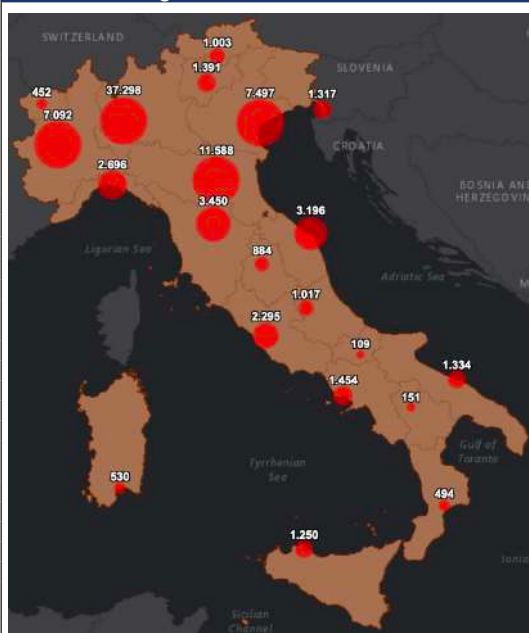 SWITZERLAND
1.003
SLOVENIA
1.391
452
37.298
7.497
1.317
7.092
CROATIA
11.588
2.696
BOSNIA AN
HERZEGOVIN
3.450
3.196
Ligurian Sea
884
Adriatic Sea
M
1.017
2.295
109
1.334
1.454
151
Gulf of
Taranto
Tyrrhenian
Sea
530
494
1.250
Ionia
Sicilian
Channel